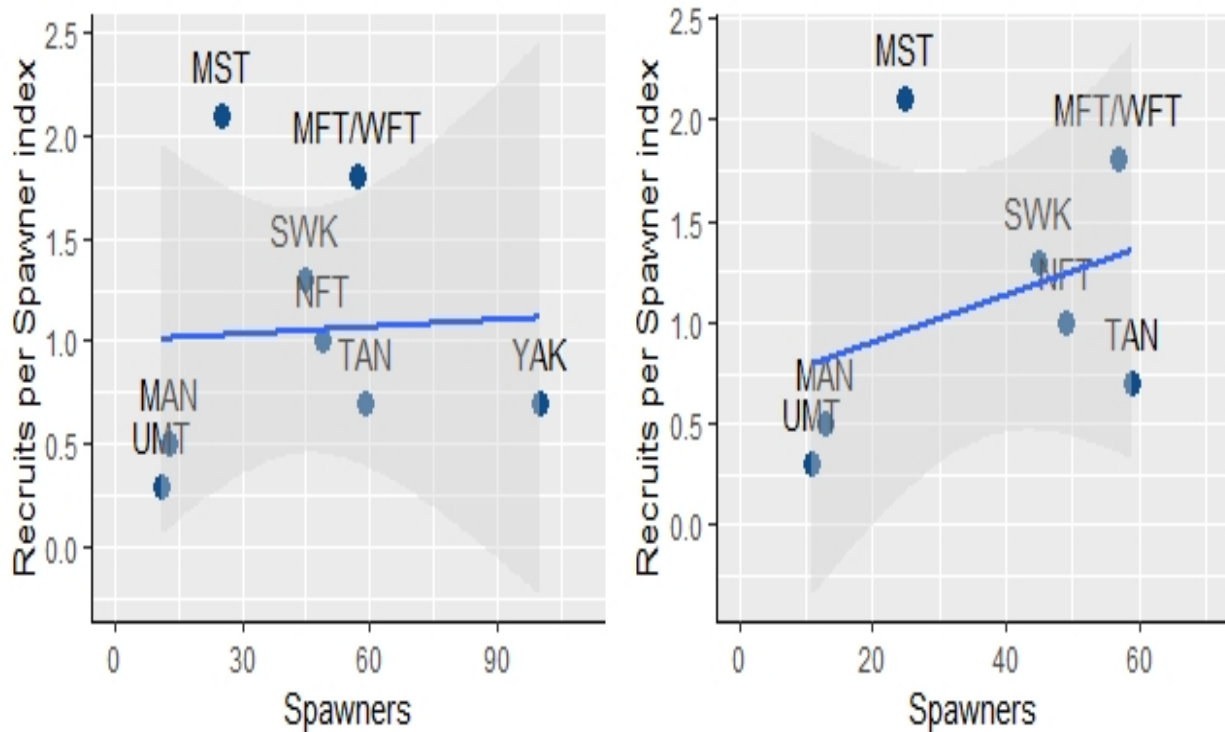 Recruits per Spawner index
2.5
2.0
1.5
1.0
0.5
0.0
MST
MFT/WFT
SWK
NFT
TAN
YAK
MAN
UMT
0
30
60
90
Spawners
Recruits per Spawner index
2.5
2.0
1.5
1.0
0.5
0.0
MST
MFT/WFT
SWK
NFT
TAN
MAN
UMT
0
20
40
60
Spawners